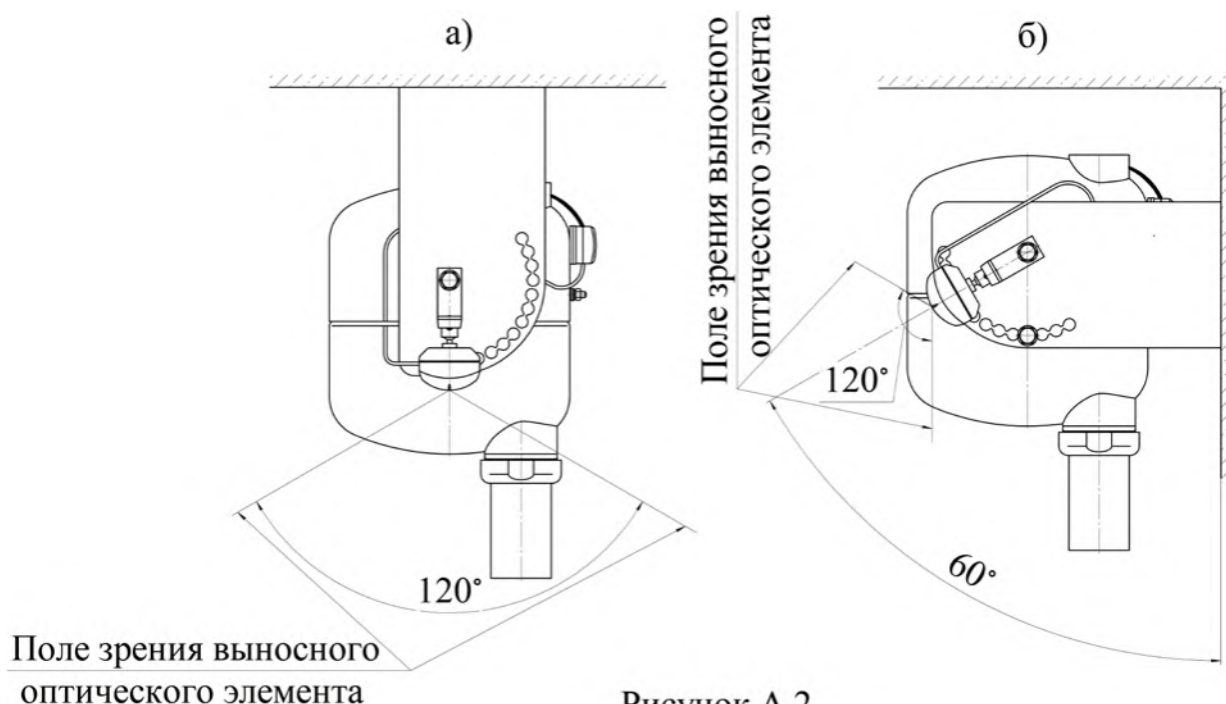 а)
120°
Поле зрения выносного
оптического элемента
б)
Поле зрения выносного
оптического элемента
120°
60°
Рисунок А.2